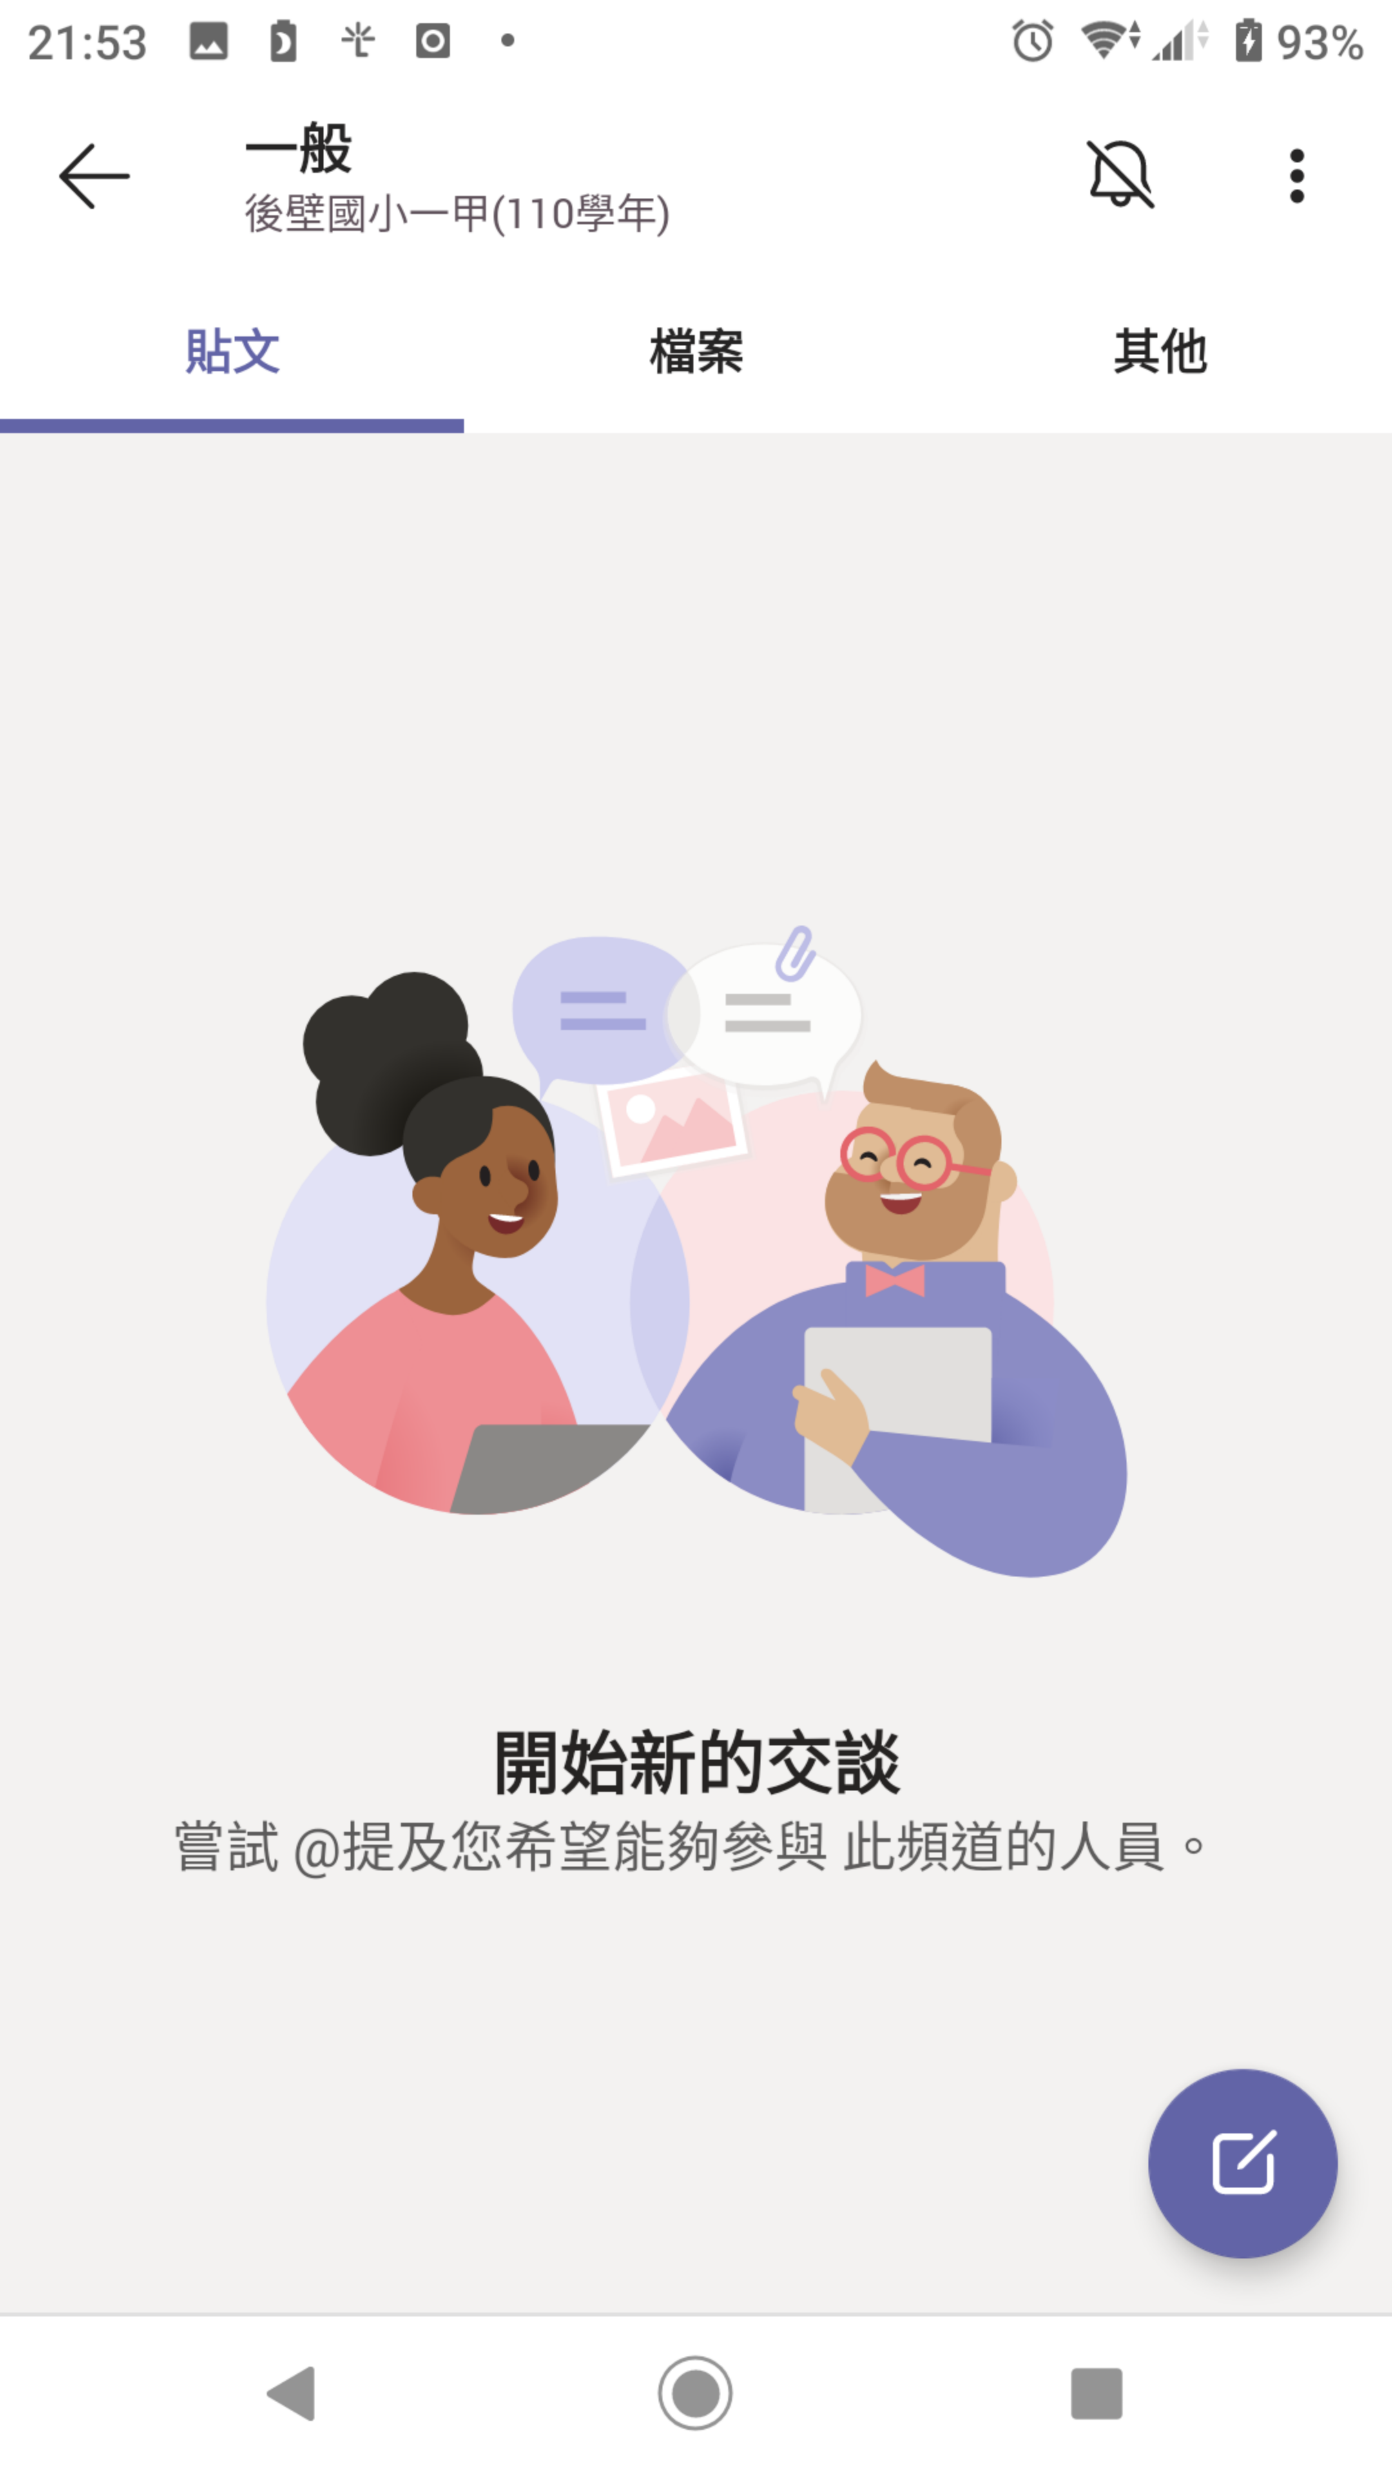 21:53 93%
一般
後壁國小一甲(110學年)
貼文 檔案 其他
開始新的交談
嘗試 @提及您希望能夠參與 此頻道的人員。